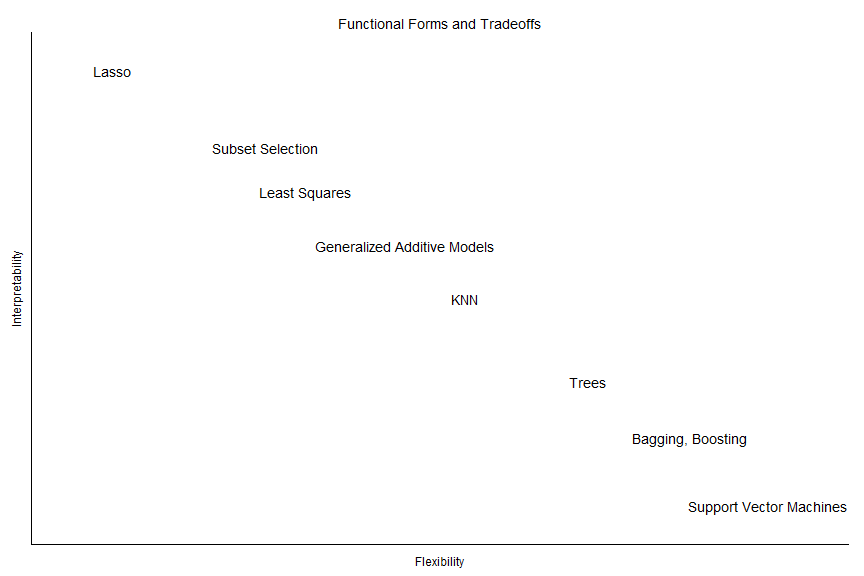 Functional Forms and Tradeoffs
Lasso
Subset Selection
Least Squares
Generalized Additive Models
KNN
Trees
Bagging, Boosting
Support Vector Machines
Interpretability
Flexibility